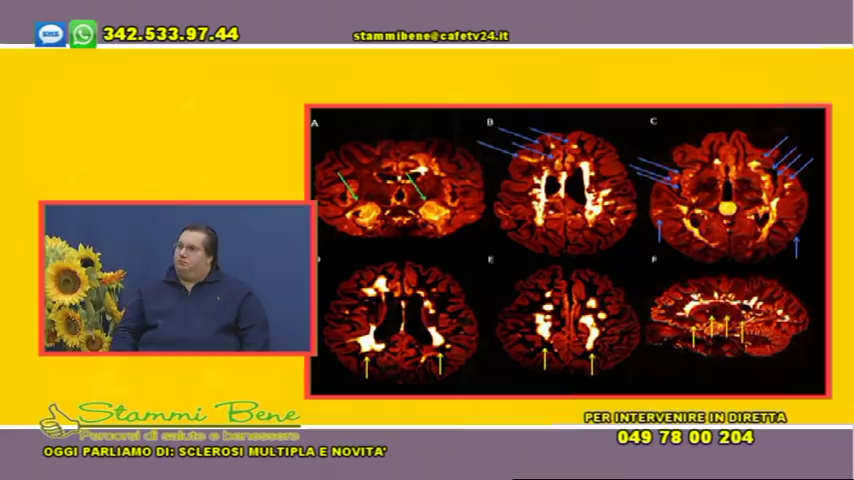 SMS
342.533.97.44
stammibene@cafetv24.it
A
B
C
D
E
F
Stammi Bene
Percorsi di salute e benessere
OGGI PARLIAMO DI: SCLEROSI MULTIPLA E NOVITA'
PER INTERVENIRE IN DIRETTA
049 78 00 204